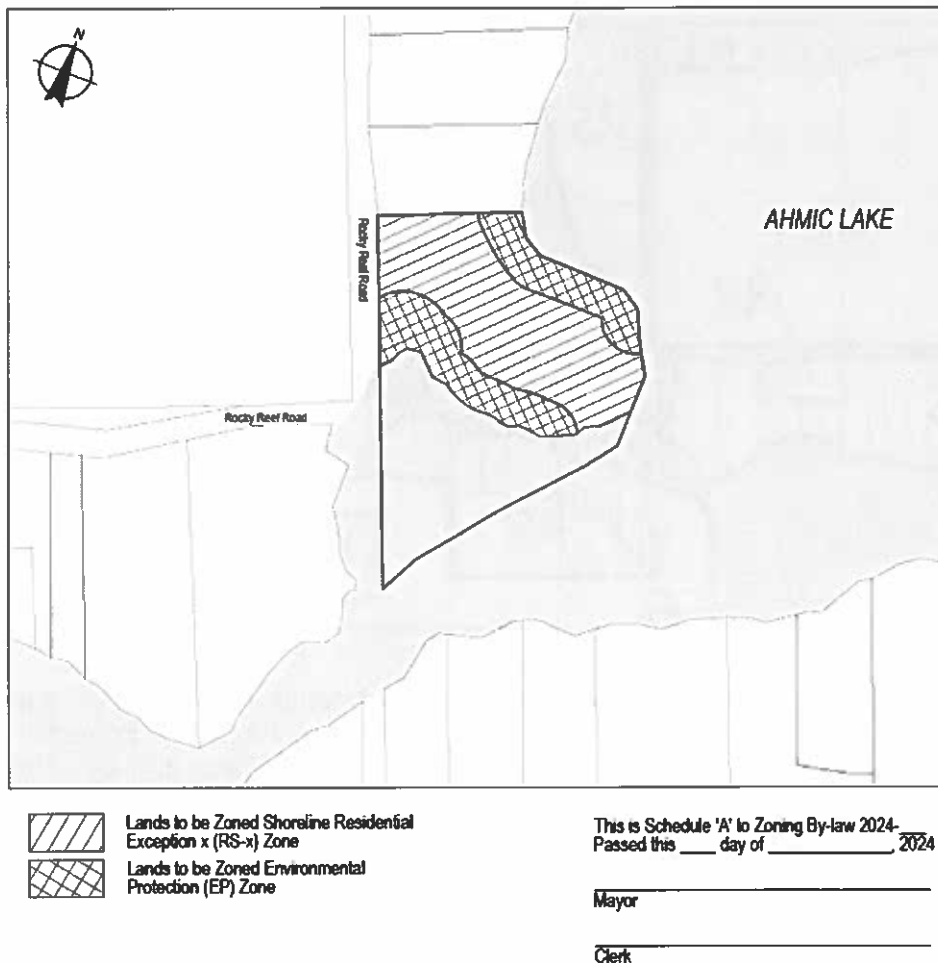 N
AHMIC LAKE
Rocky Reef Road
Rocky Reef Road
Lands to be Zoned Shoreline Residential
Exception x (RS-x) Zone
Lands to be Zoned Environmental
Protection (EP) Zone
This is Schedule 'A' to Zoning By-law 2024-___
Passed this ____ day of ______________, 2024
Mayor
Clerk